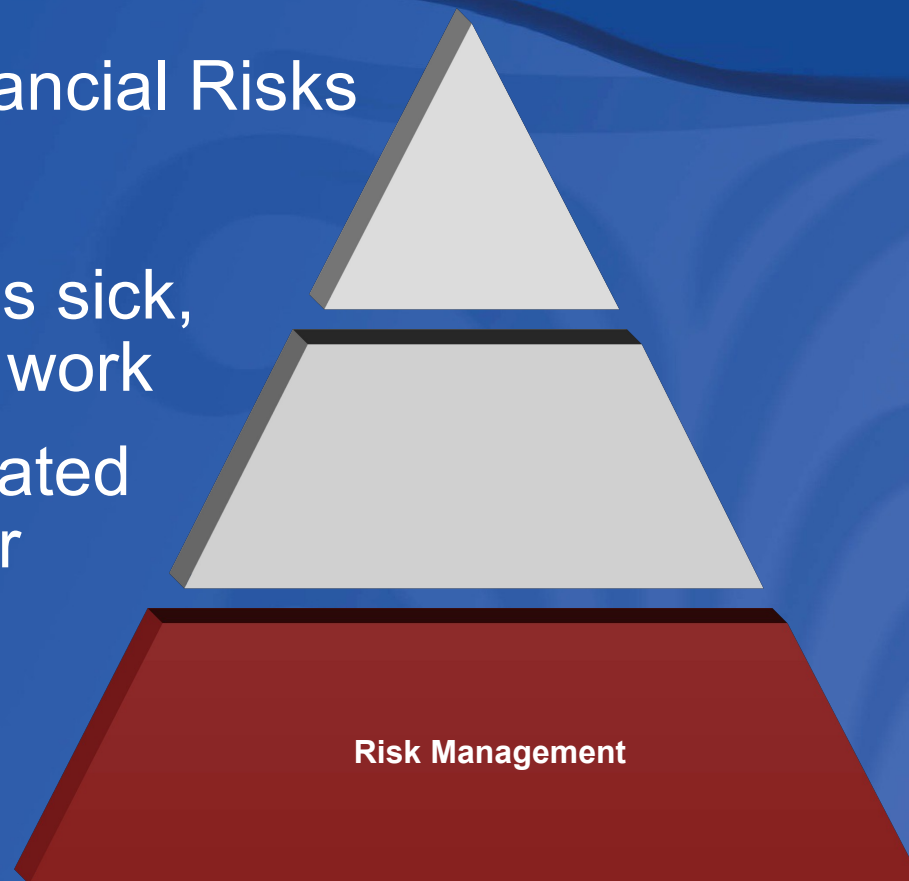 ancial Risks
s sick,
work
ated
r
Risk Management